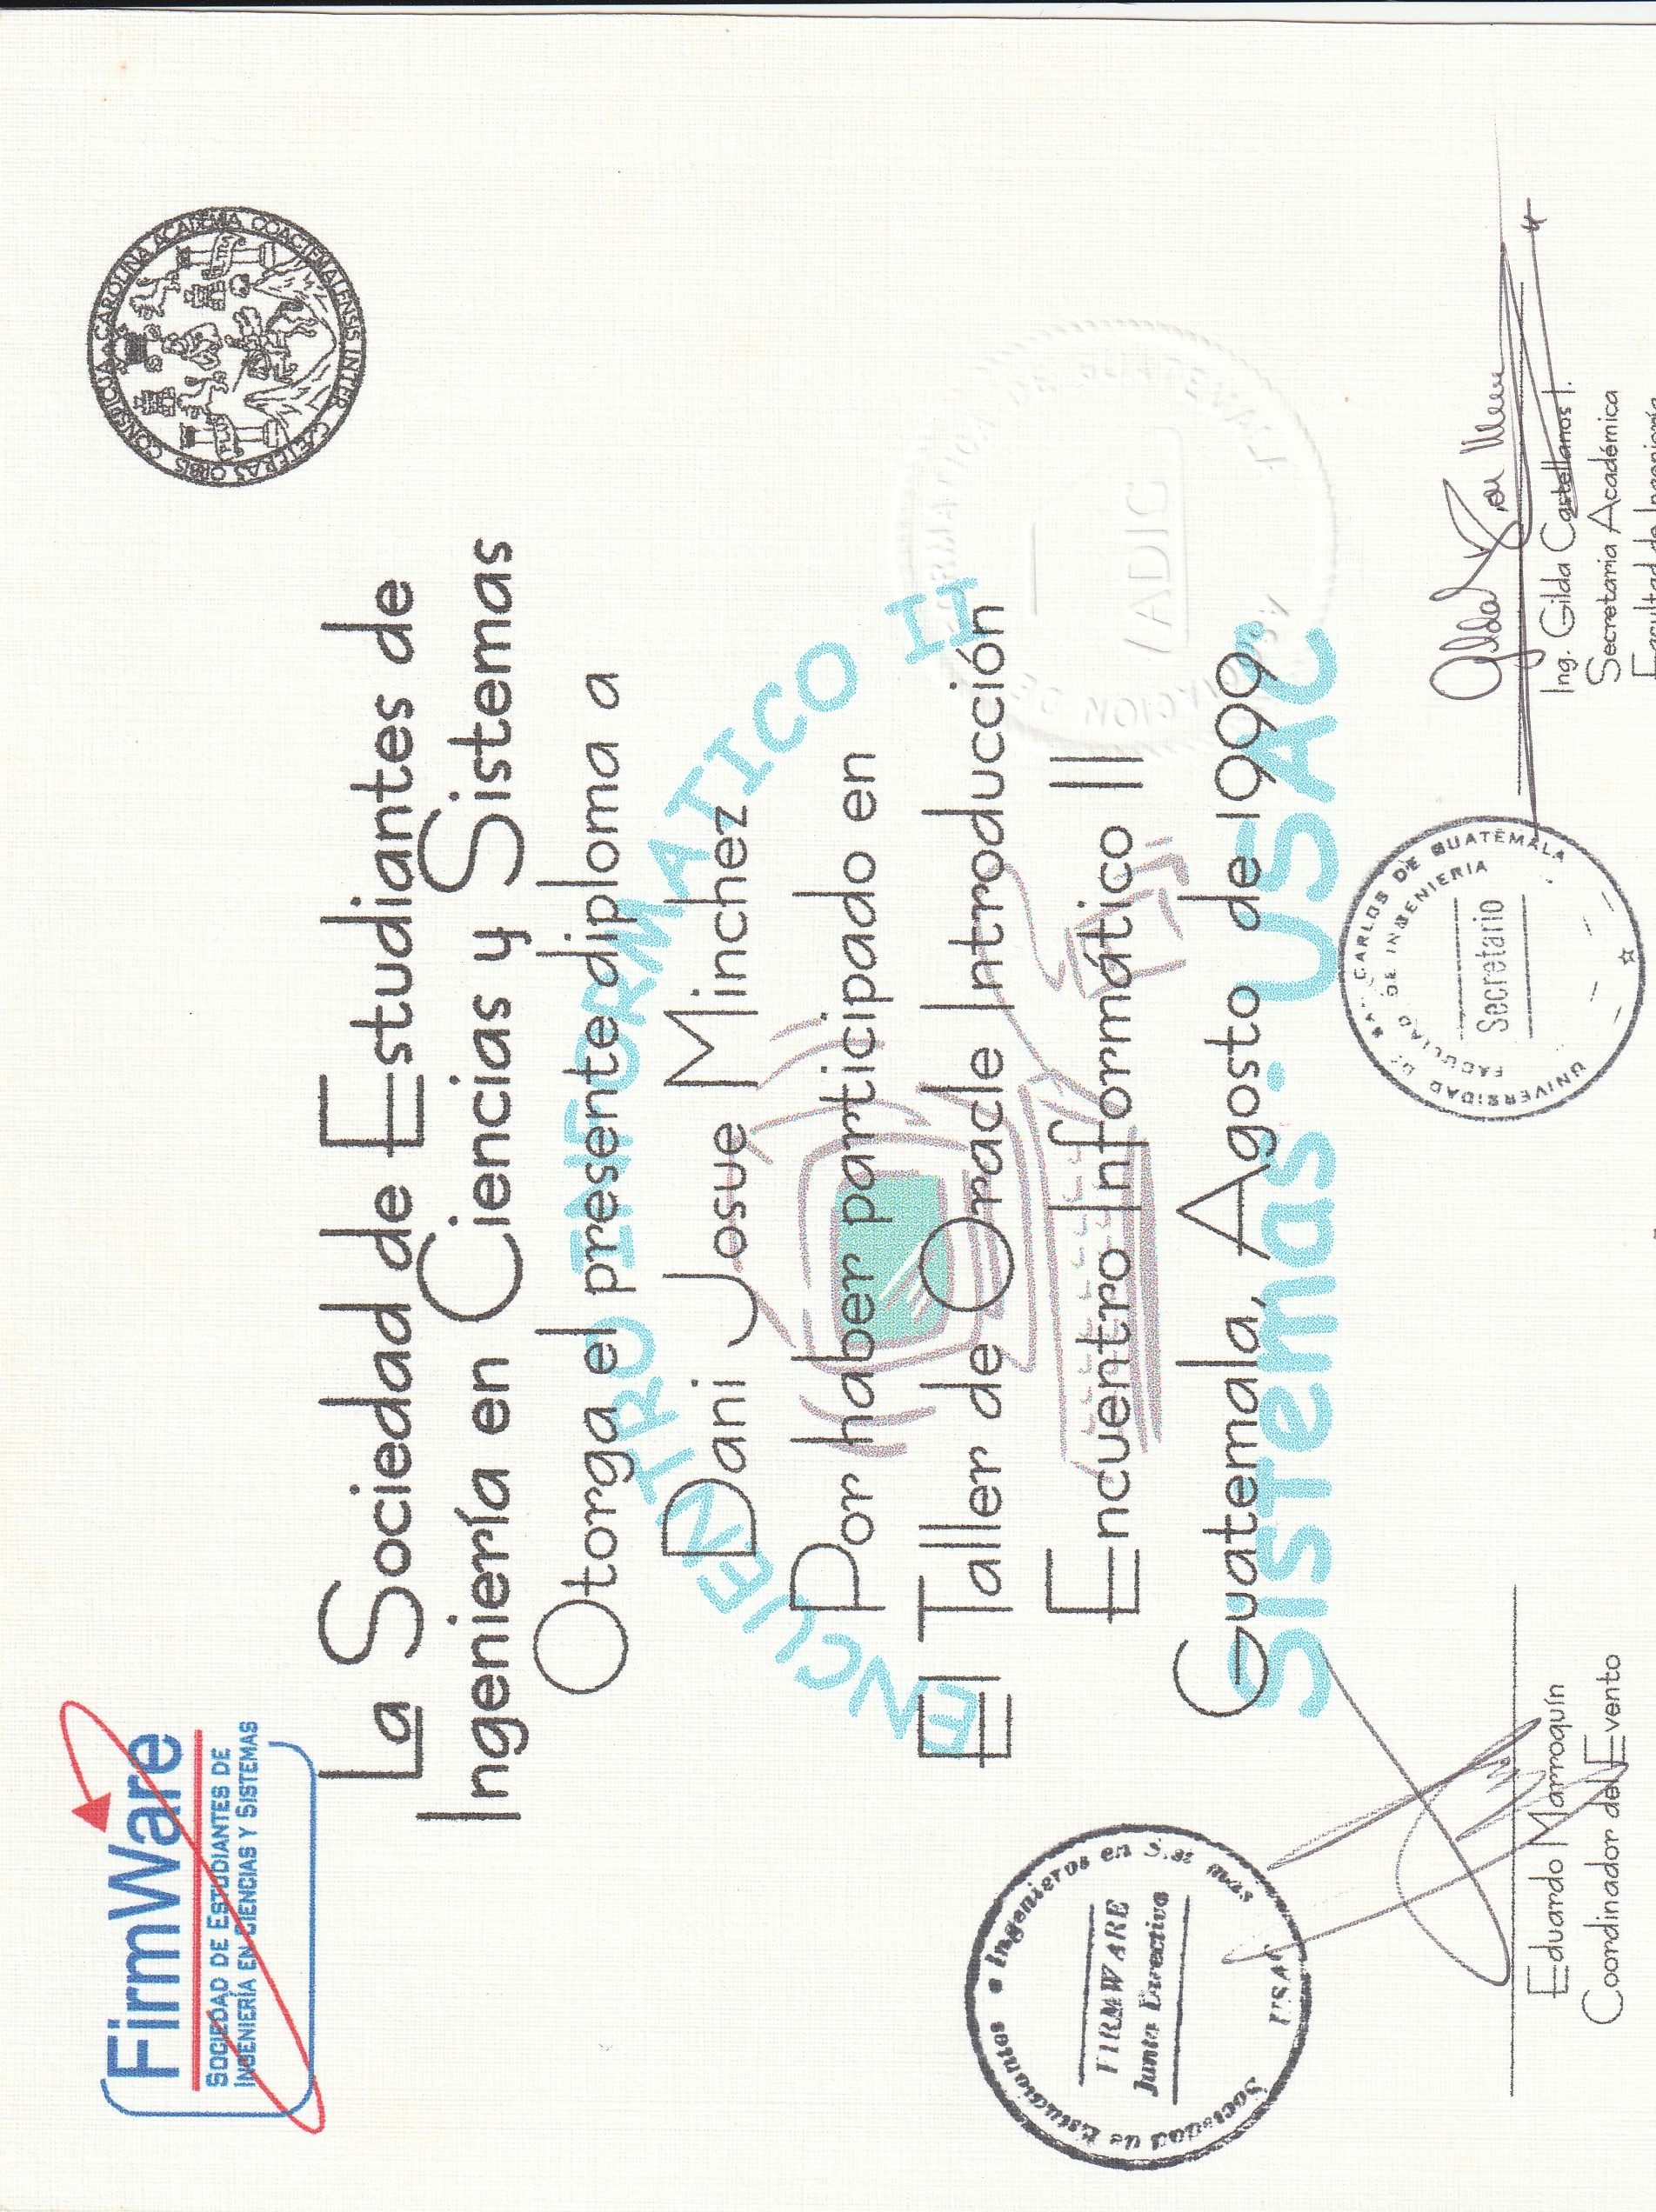 FirmWare
SOCIEDAD DE ESTUDIANTES DE
INGENIERÍA EN CIENCIAS Y SISTEMAS
CAROLINA ACADEMIA COACTEMALENSIS INTER CAETERAS ORBIS CONSPICUA
PLUS
La Sociedad de Estudiantes de
Ingeniería en Ciencias y Sistemas
Otorga el presente diploma a
ENCUENTRO INFORMATICO II
Dani Josue Minchez
Por haber participado en
El Taller de Oracle Introducción
Encuentro Informático II
Guatemala, Agosto de 1999
Sistemas - USAC
Sociedad de Estudiantes e Ingenieros en
FIRMWARE
Junta Directiva
USAC
ADIC
UNIVERSIDAD DE SAN CARLOS DE GUATEMALA
FACULTAD DE INGENIERIA
Secretario
Eduardo Marroquín
Coordinador del Evento
Ing. Gilda Castellanos I.
Secretaria Académica
Facultad de Ingeniería